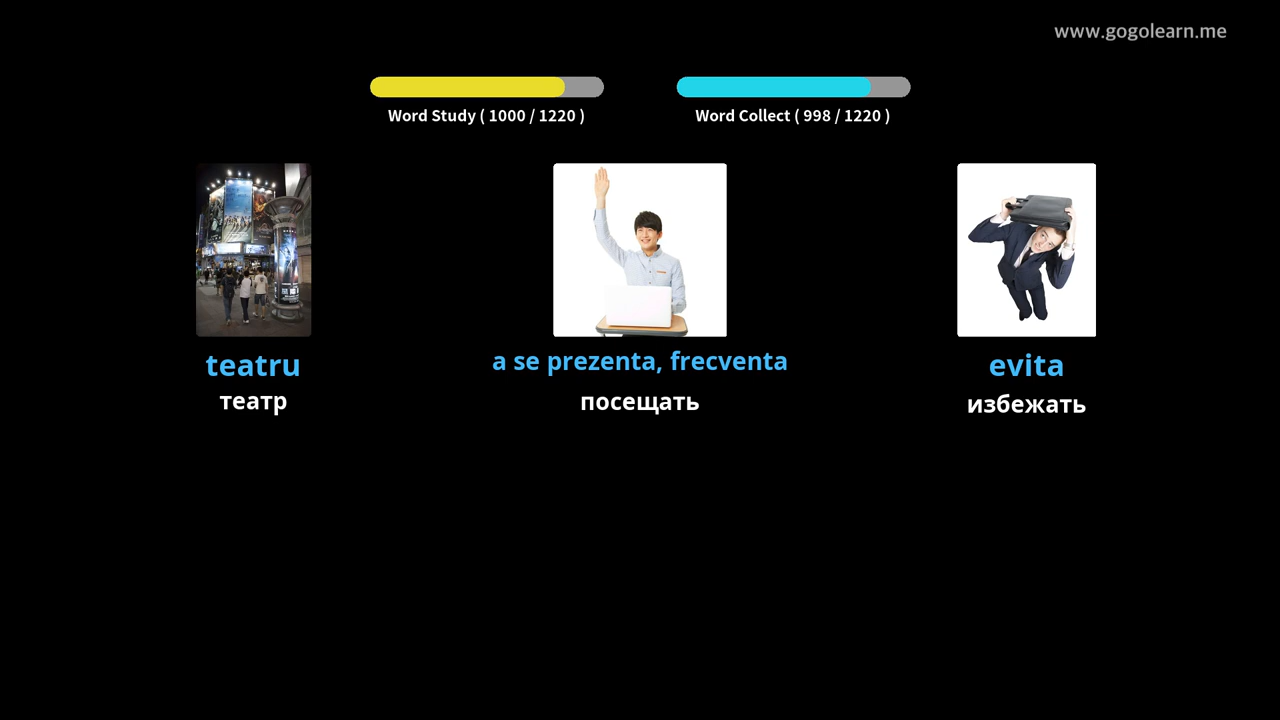 www.gogolearn.me
Word Study ( 1000 / 1220 )
Word Collect ( 998 / 1220 )
teatru
театр
a se prezenta, frecventa
посещать
evita
избежать